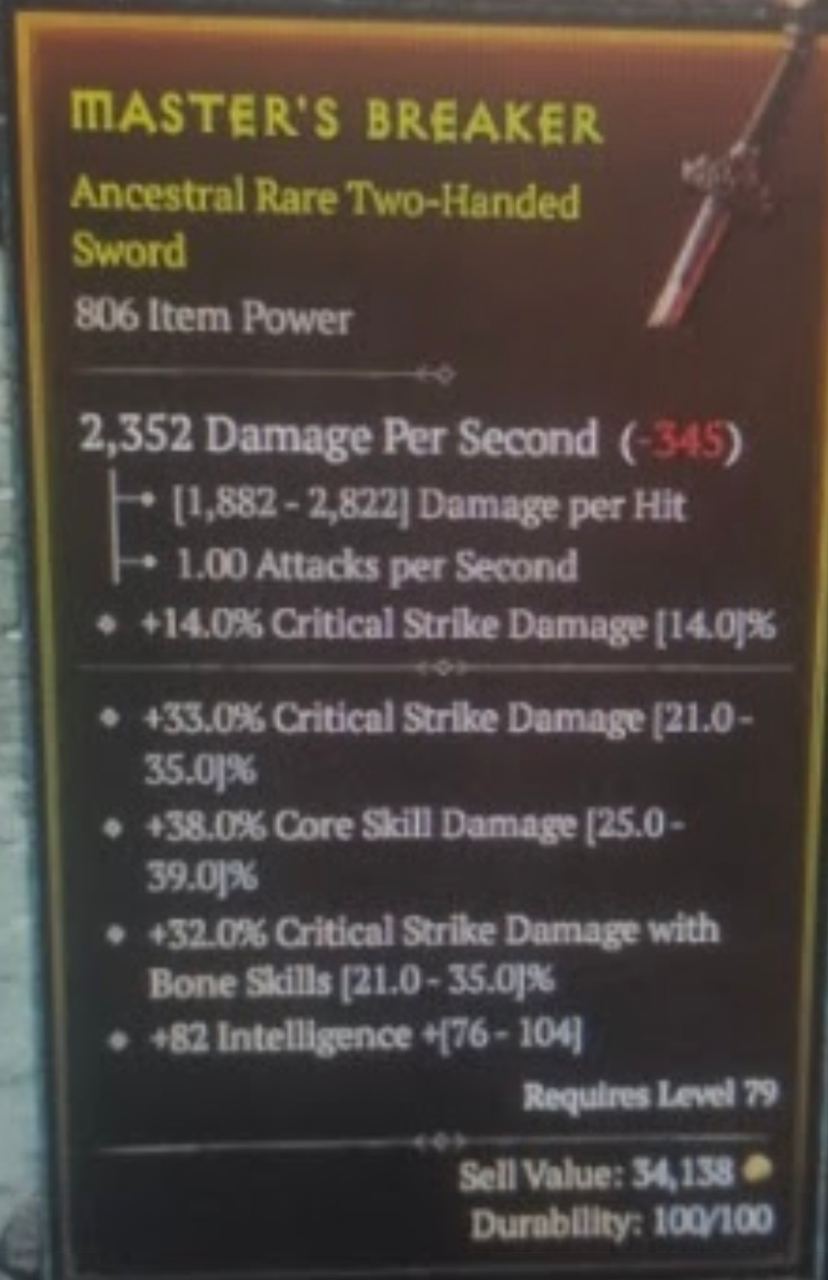 MASTER'S BREAKER
Ancestral Rare Two-Handed
Sword
806 Item Power
2,352 Damage Per Second (-345)
[1,882 - 2,822] Damage per Hit
1.00 Attacks per Second
+14.0% Critical Strike Damage [14.0]%
+33.0% Critical Strike Damage [21.0 -
35.0]%
+38.0% Core Skill Damage [25.0 -
39.0]%
+32.0% Critical Strike Damage with
Bone Skills [21.0 - 35.0]%
+82 Intelligence +[76 - 104]
Requires Level 79
Sell Value: 34,138
Durability: 100/100